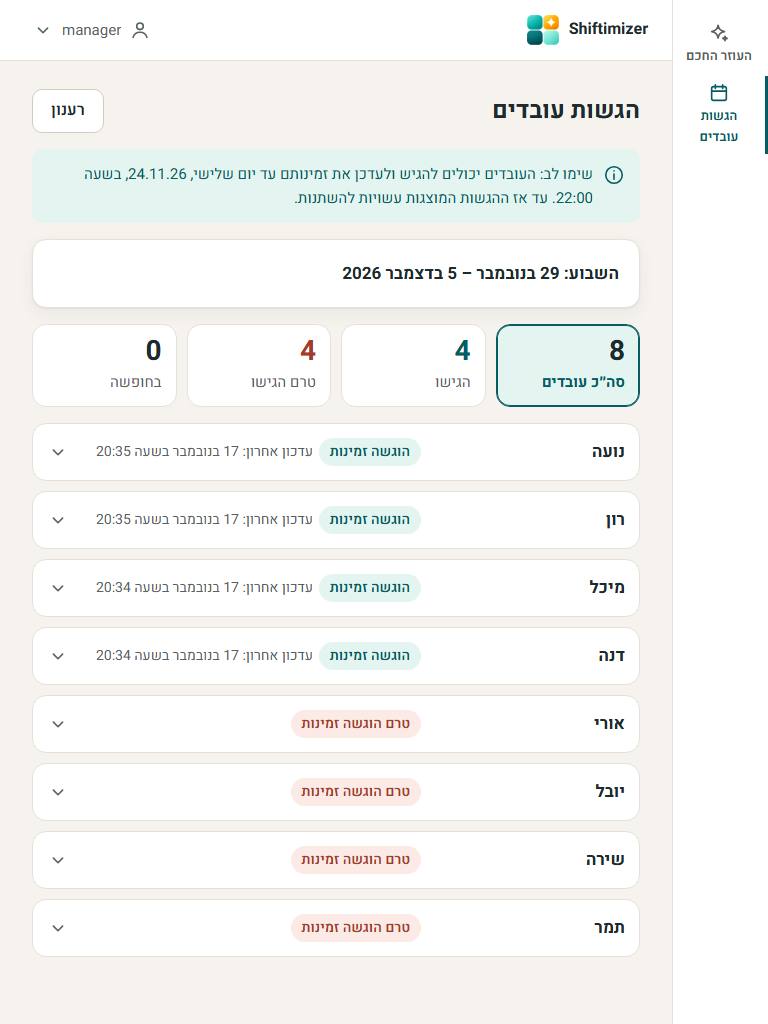 Shiftimizer
manager
העוזר החכם
הגשות
עובדים
הגשות עובדים
רענון
שימו לב: העובדים יכולים להגיש ולעדכן את זמינותם עד יום שלישי, 24.11.26, בשעה
22:00. עד אז ההגשות המוצגות עשויות להשתנות.
השבוע: 29 בנובמבר – 5 בדצמבר 2026
8
סה״כ עובדים
4
הגישו
4
טרם הגישו
0
בחופשה
נועה הוגשה זמינות עדכון אחרון: 17 בנובמבר בשעה 20:35
רון הוגשה זמינות עדכון אחרון: 17 בנובמבר בשעה 20:35
מיכל הוגשה זמינות עדכון אחרון: 17 בנובמבר בשעה 20:34
דנה הוגשה זמינות עדכון אחרון: 17 בנובמבר בשעה 20:34
אורי טרם הוגשה זמינות
יובל טרם הוגשה זמינות
שירה טרם הוגשה זמינות
תמר טרם הוגשה זמינות